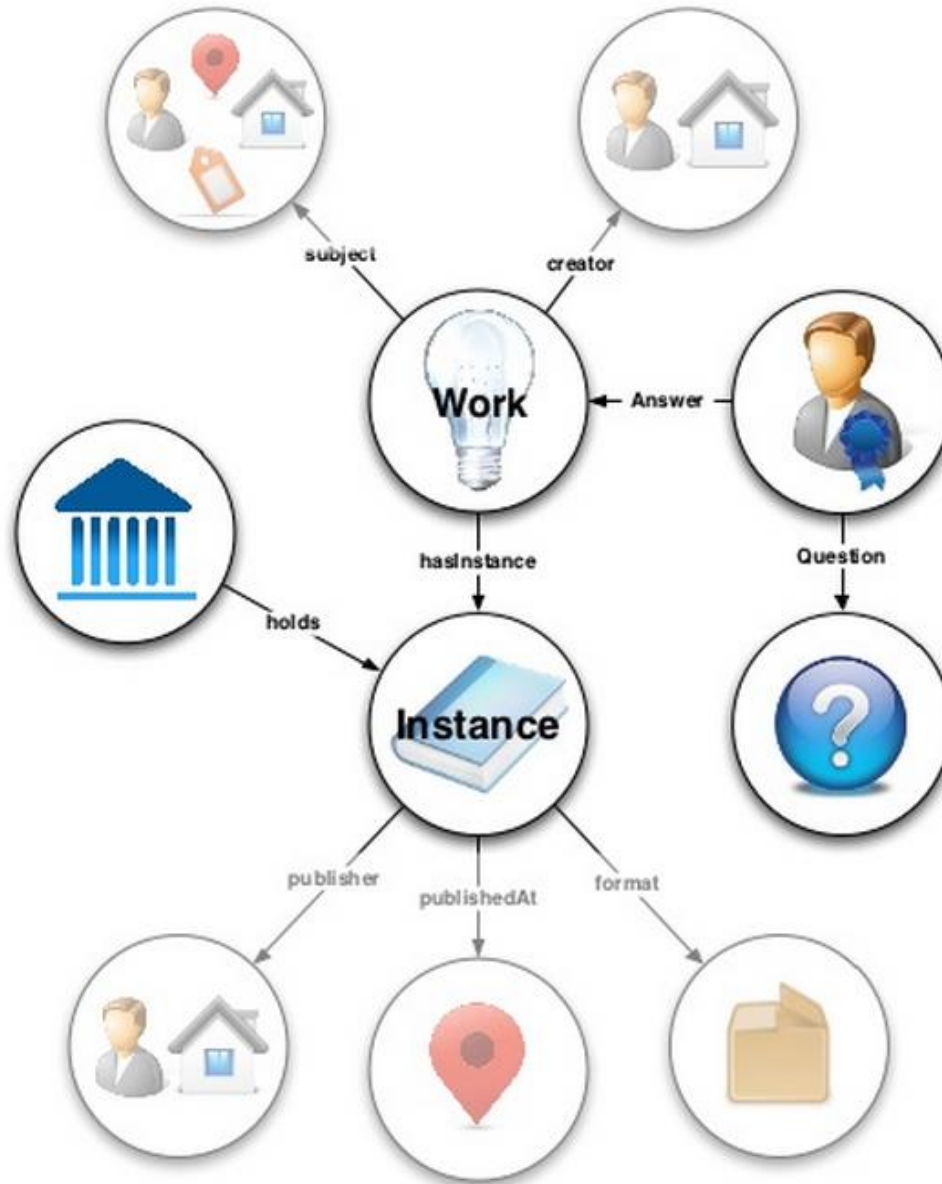 subject
creator
Work
Answer
hasInstance
Question
holds
Instance
publisher
publishedAt
format
?